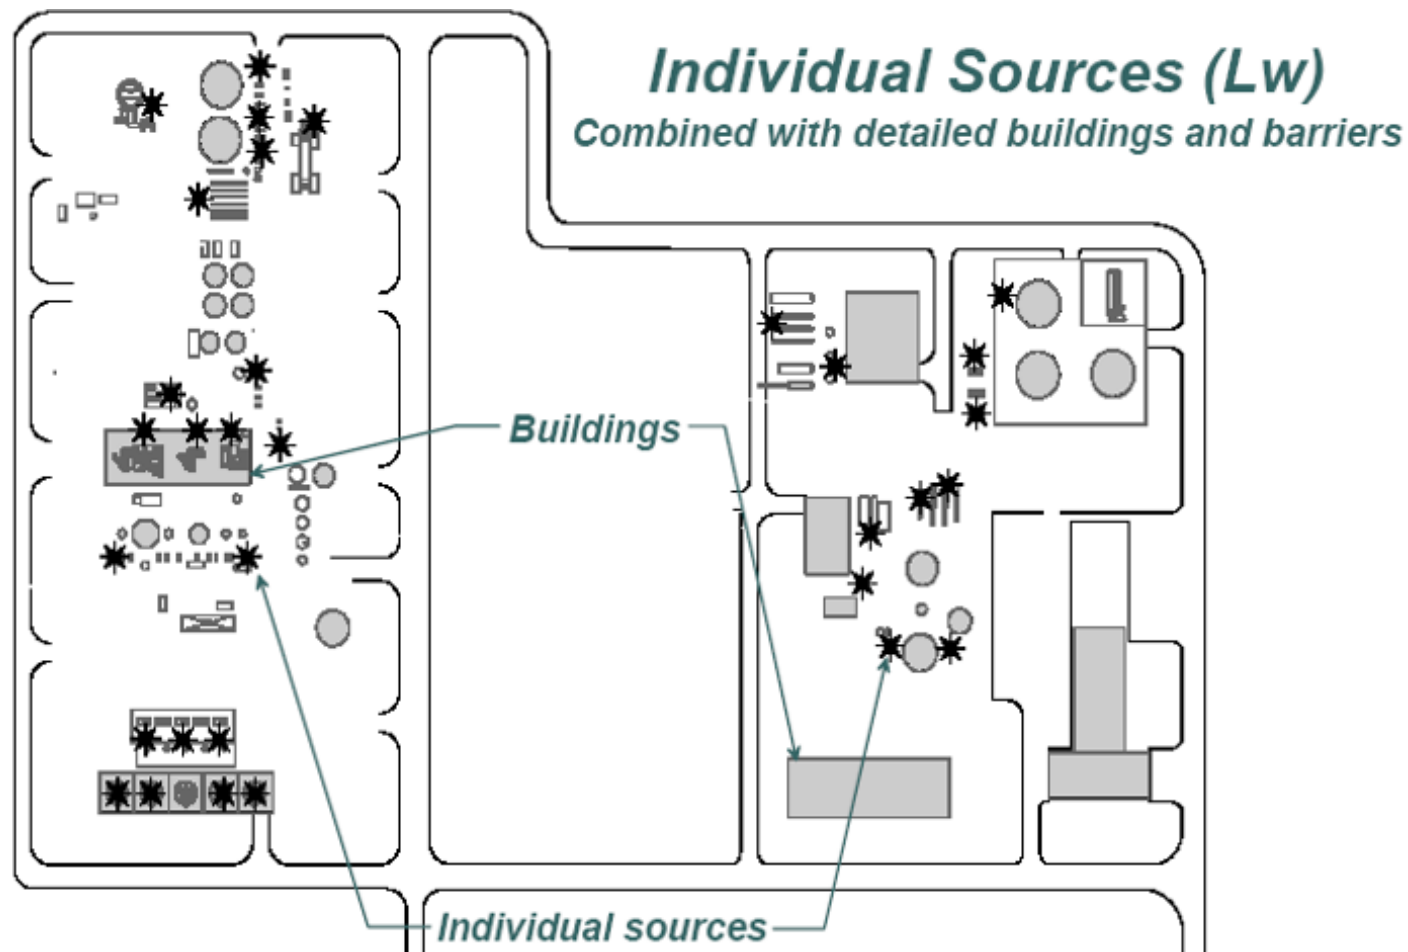 Individual Sources (Lw)
Combined with detailed buildings and barriers
Buildings
Individual sources